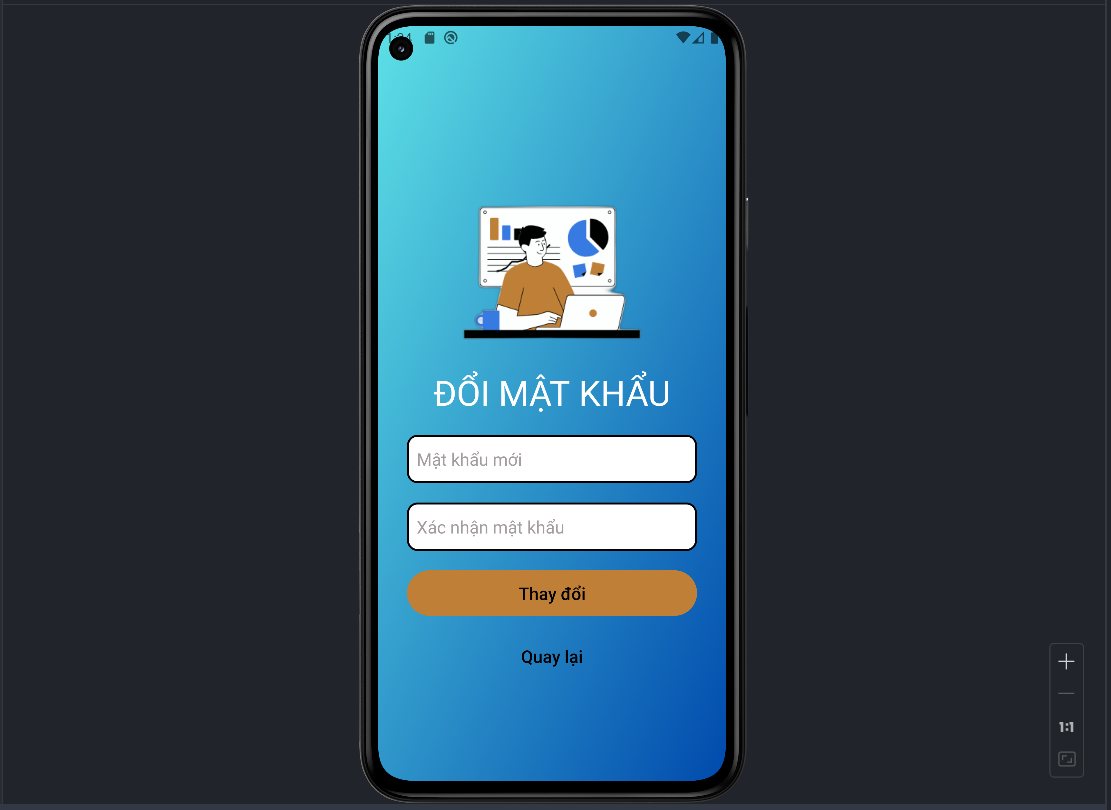 ĐỔI MẬT KHẨU
Mật khẩu mới
Xác nhận mật khẩu
Thay đổi
Quay lại
1:1